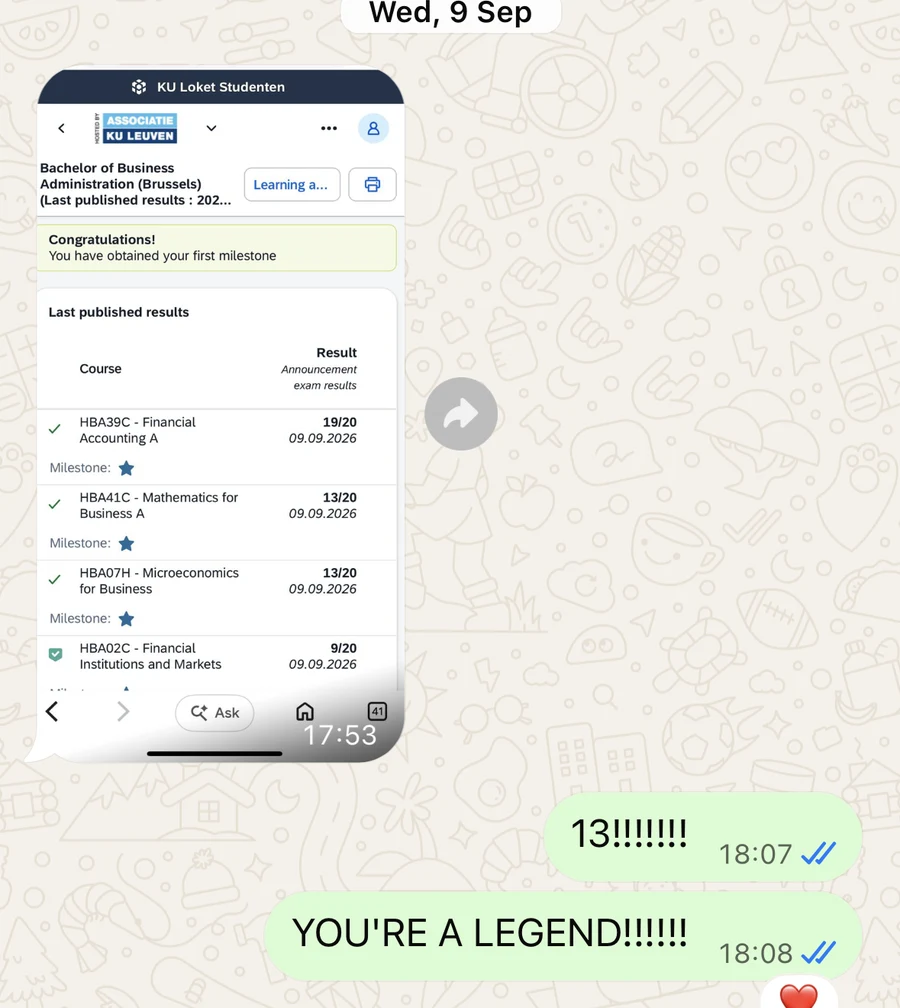 Wed, 9 Sep
KU Loket Studenten
HOSTED BY
ASSOCIATIE
KU LEUVEN
Bachelor of Business
Administration (Brussels)
(Last published results : 202...
Learning a...
Congratulations!
You have obtained your first milestone
Last published results
Course
Result
Announcement
exam results
HBA39C - Financial
Accounting A
19/20
09.09.2026
Milestone:
HBA41C - Mathematics for
Business A
13/20
09.09.2026
Milestone:
HBA07H - Microeconomics
for Business
13/20
09.09.2026
Milestone:
HBA02C - Financial
Institutions and Markets
9/20
09.09.2026
Ask
41
17:53
13!!!!!!!
18:07
YOU'RE A LEGEND!!!!!!
18:08